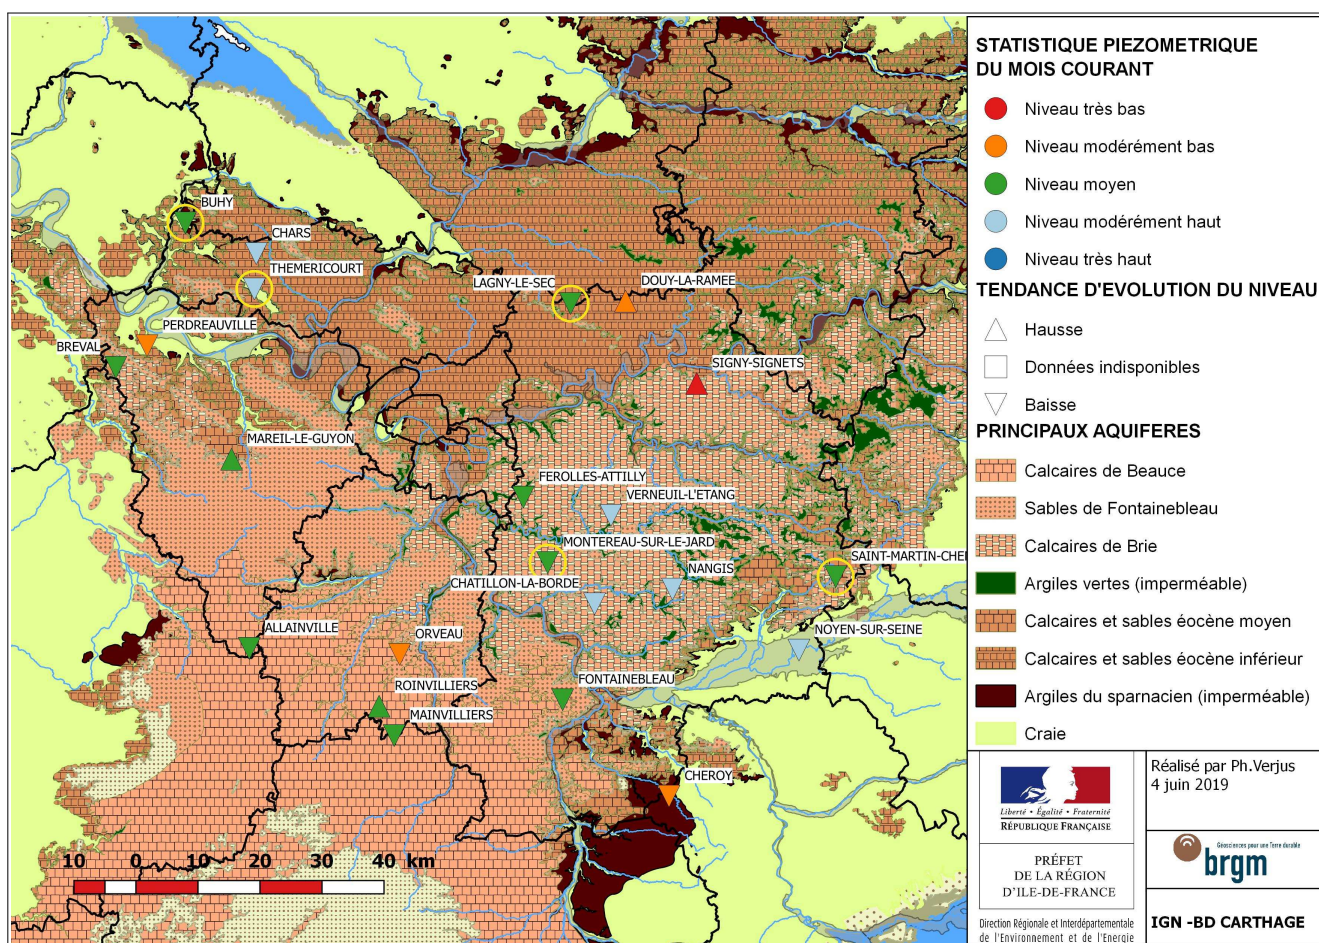 BUHY
CHARS
THEMERICOURT
LAGNY-LE-SEC
DOUY-LA-RAMEE
PERDREAUVILLE
BREVAL
SIGNY-SIGNETS
MAREIL-LE-GUYON
FEROLLES-ATTILLY
VERNEUIL-L'ETANG
MONTEREAU-SUR-LE-JARD
SAINT-MARTIN-CHE
NANGIS
CHATILLON-LA-BORDE
ALLAINVILLE
ORVEAU
NOYEN-SUR-SEINE
ROINVILLIERS
FONTAINEBLEAU
MAINVILLIERS
CHEROY
10 0 10 20 30 40 km
STATISTIQUE PIEZOMETRIQUE
DU MOIS COURANT
Niveau très bas
Niveau modérément bas
Niveau moyen
Niveau modérément haut
Niveau très haut
TENDANCE D'EVOLUTION DU NIVEAU
Hausse
Données indisponibles
Baisse
PRINCIPAUX AQUIFERES
Calcaires de Beauce
Sables de Fontainebleau
Calcaires de Brie
Argiles vertes (imperméable)
Calcaires et sables éocène moyen
Calcaires et sables éocène inférieur
Argiles du sparnacien (imperméable)
Craie
Liberté • Égalité • Fraternité
RÉPUBLIQUE FRANÇAISE
PRÉFET
DE LA RÉGION
D'ILE-DE-FRANCE
Direction Régionale et Interdépartementale
de l'Environnement et de l'Energie
Réalisé par Ph.Verjus
4 juin 2019
Géosciences pour une Terre durable
brgm
IGN -BD CARTHAGE